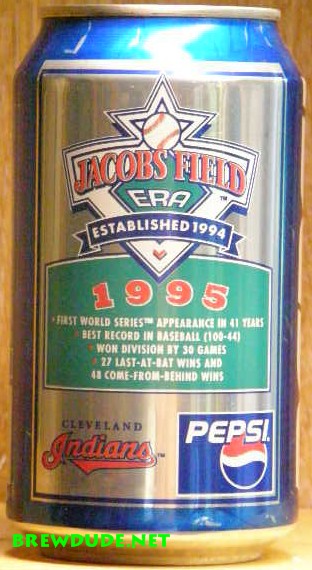 JACOBS FIELD
ERA ™
ESTABLISHED 1994
1995
• FIRST WORLD SERIES™ APPEARANCE IN 41 YEARS
• BEST RECORD IN BASEBALL (100-44)
• WON DIVISION BY 30 GAMES
• 27 LAST-AT-BAT WINS AND
48 COME-FROM-BEHIND WINS
CLEVELAND
Indians™
PEPSI
BREWDUDE.NET